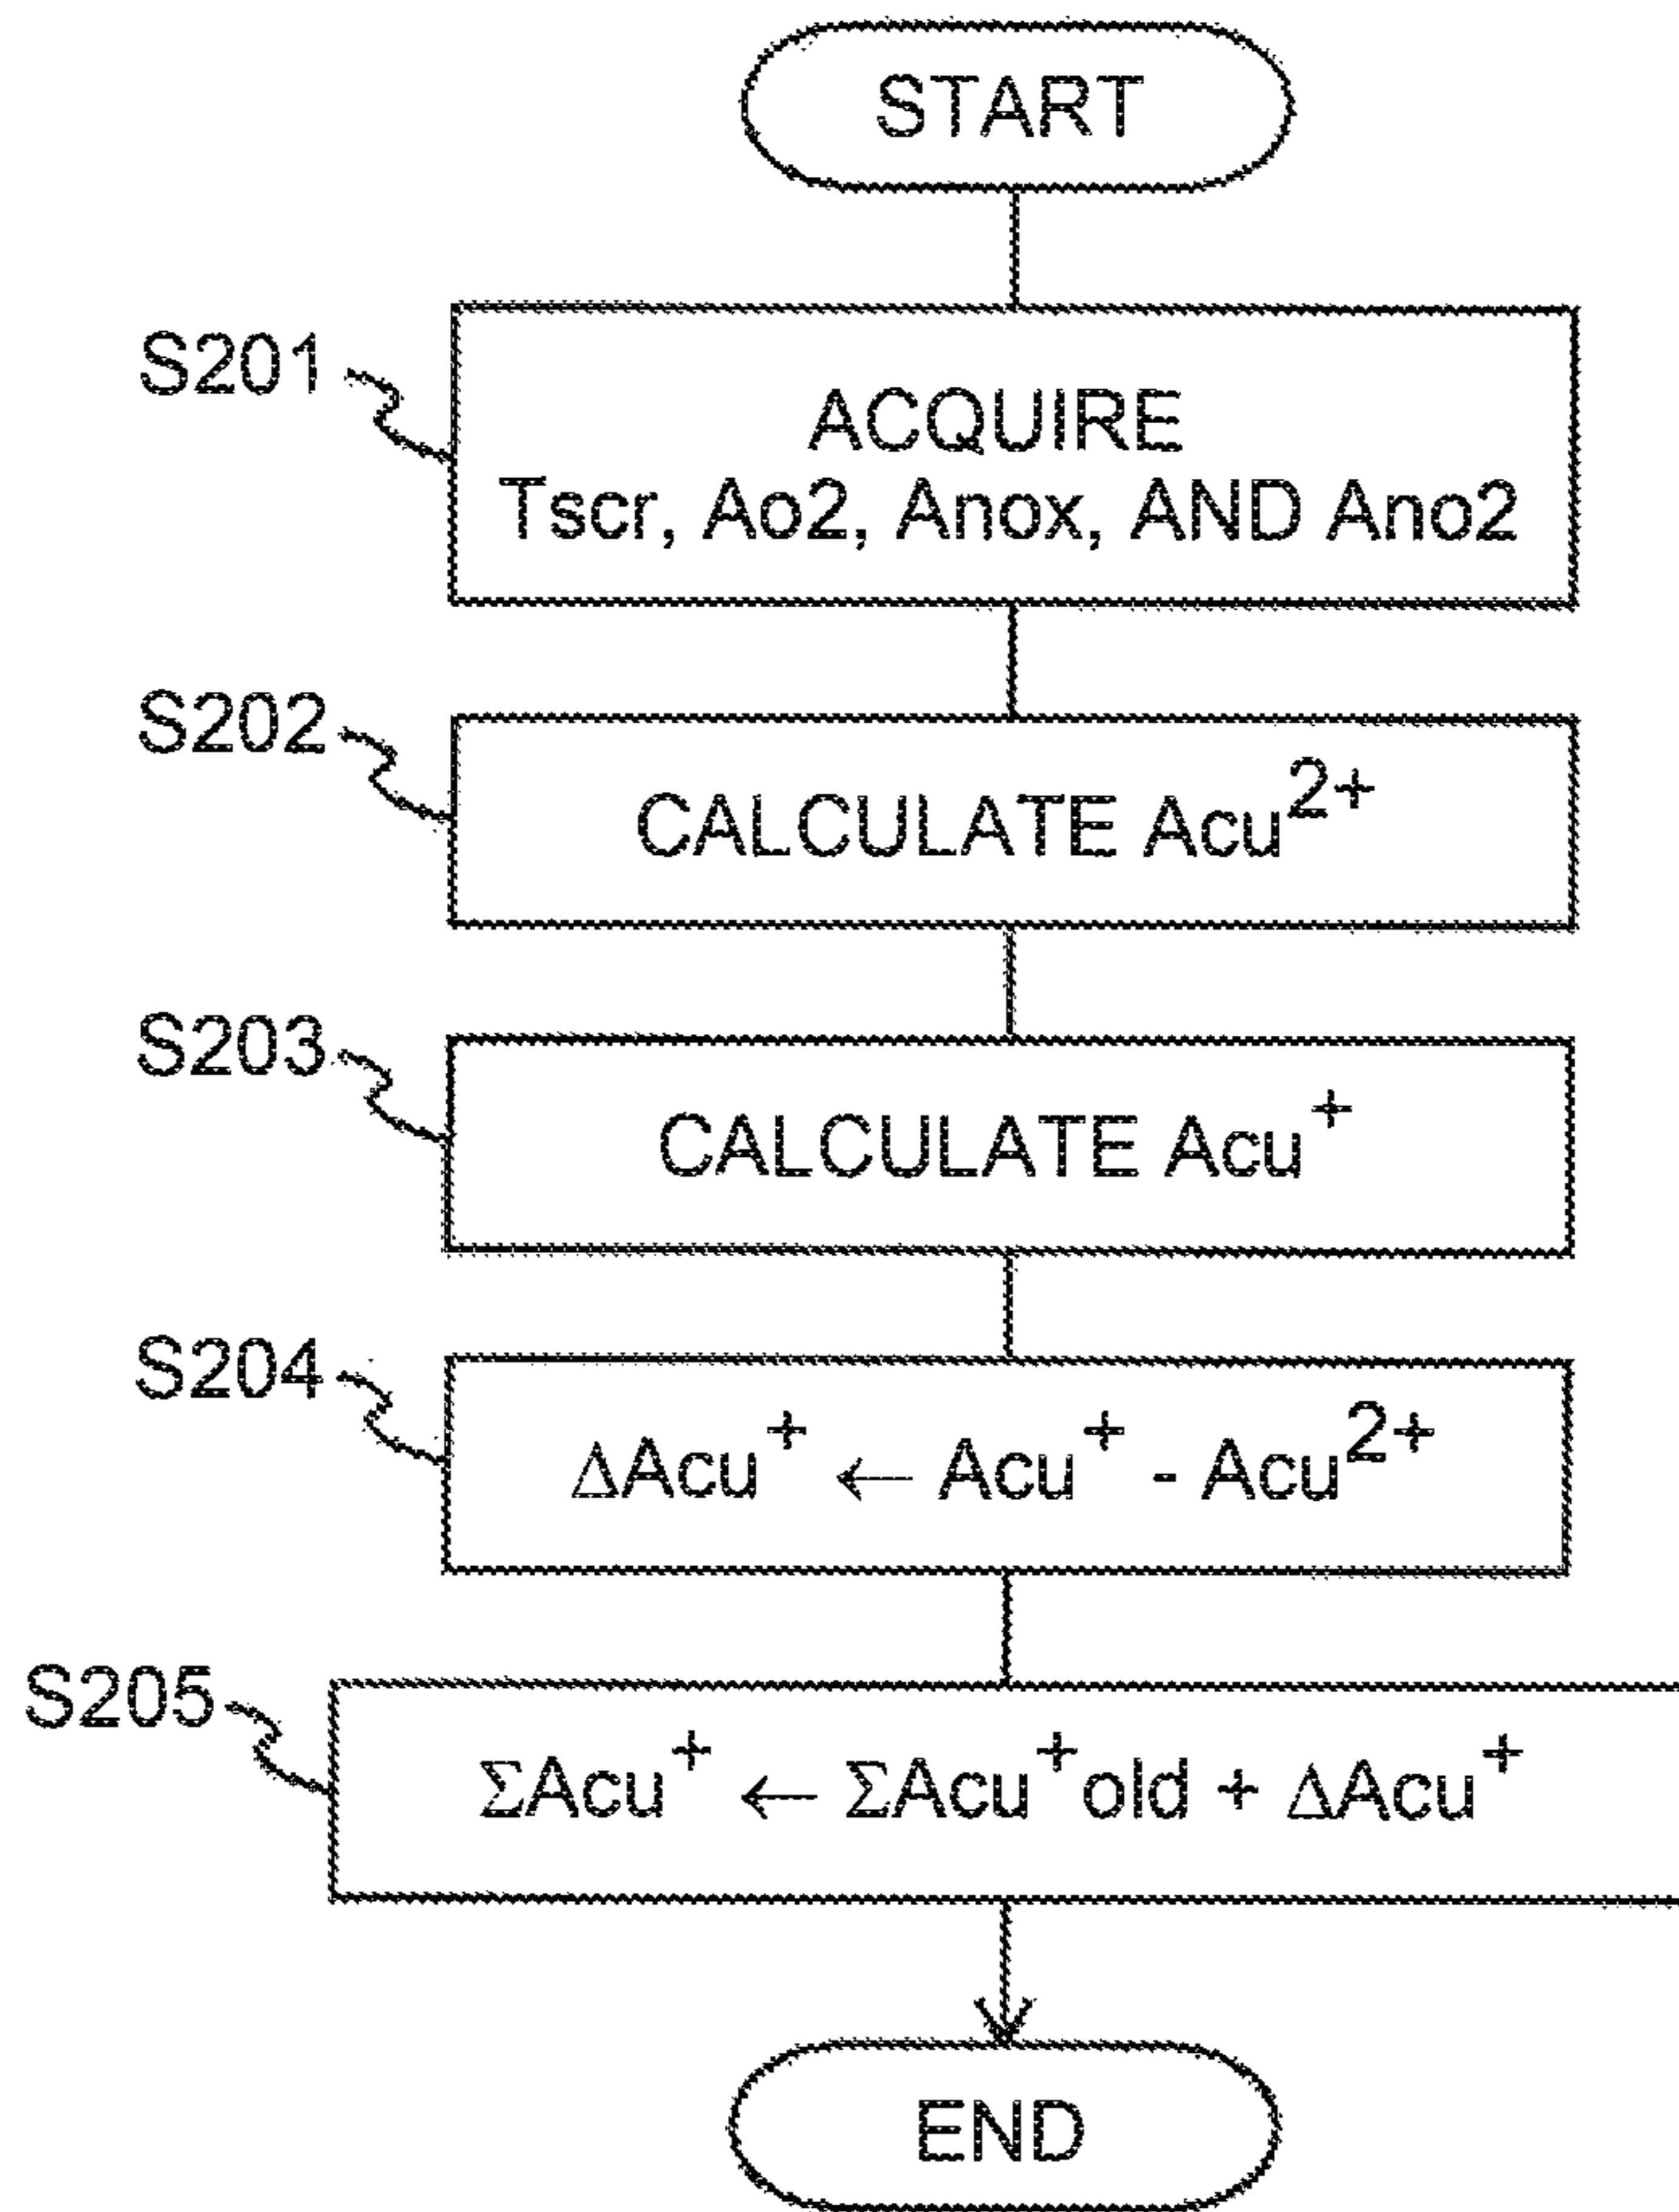 START
S201
ACQUIRE
Tscr, Ao2, Anox, AND Ano2
S202
CALCULATE Acu²⁺
S203
CALCULATE Acu⁺
S204
ΔAcu⁺ ← Acu⁺ - Acu²⁺
S205
ΣAcu⁺ ← ΣAcu⁺old + ΔAcu⁺
END